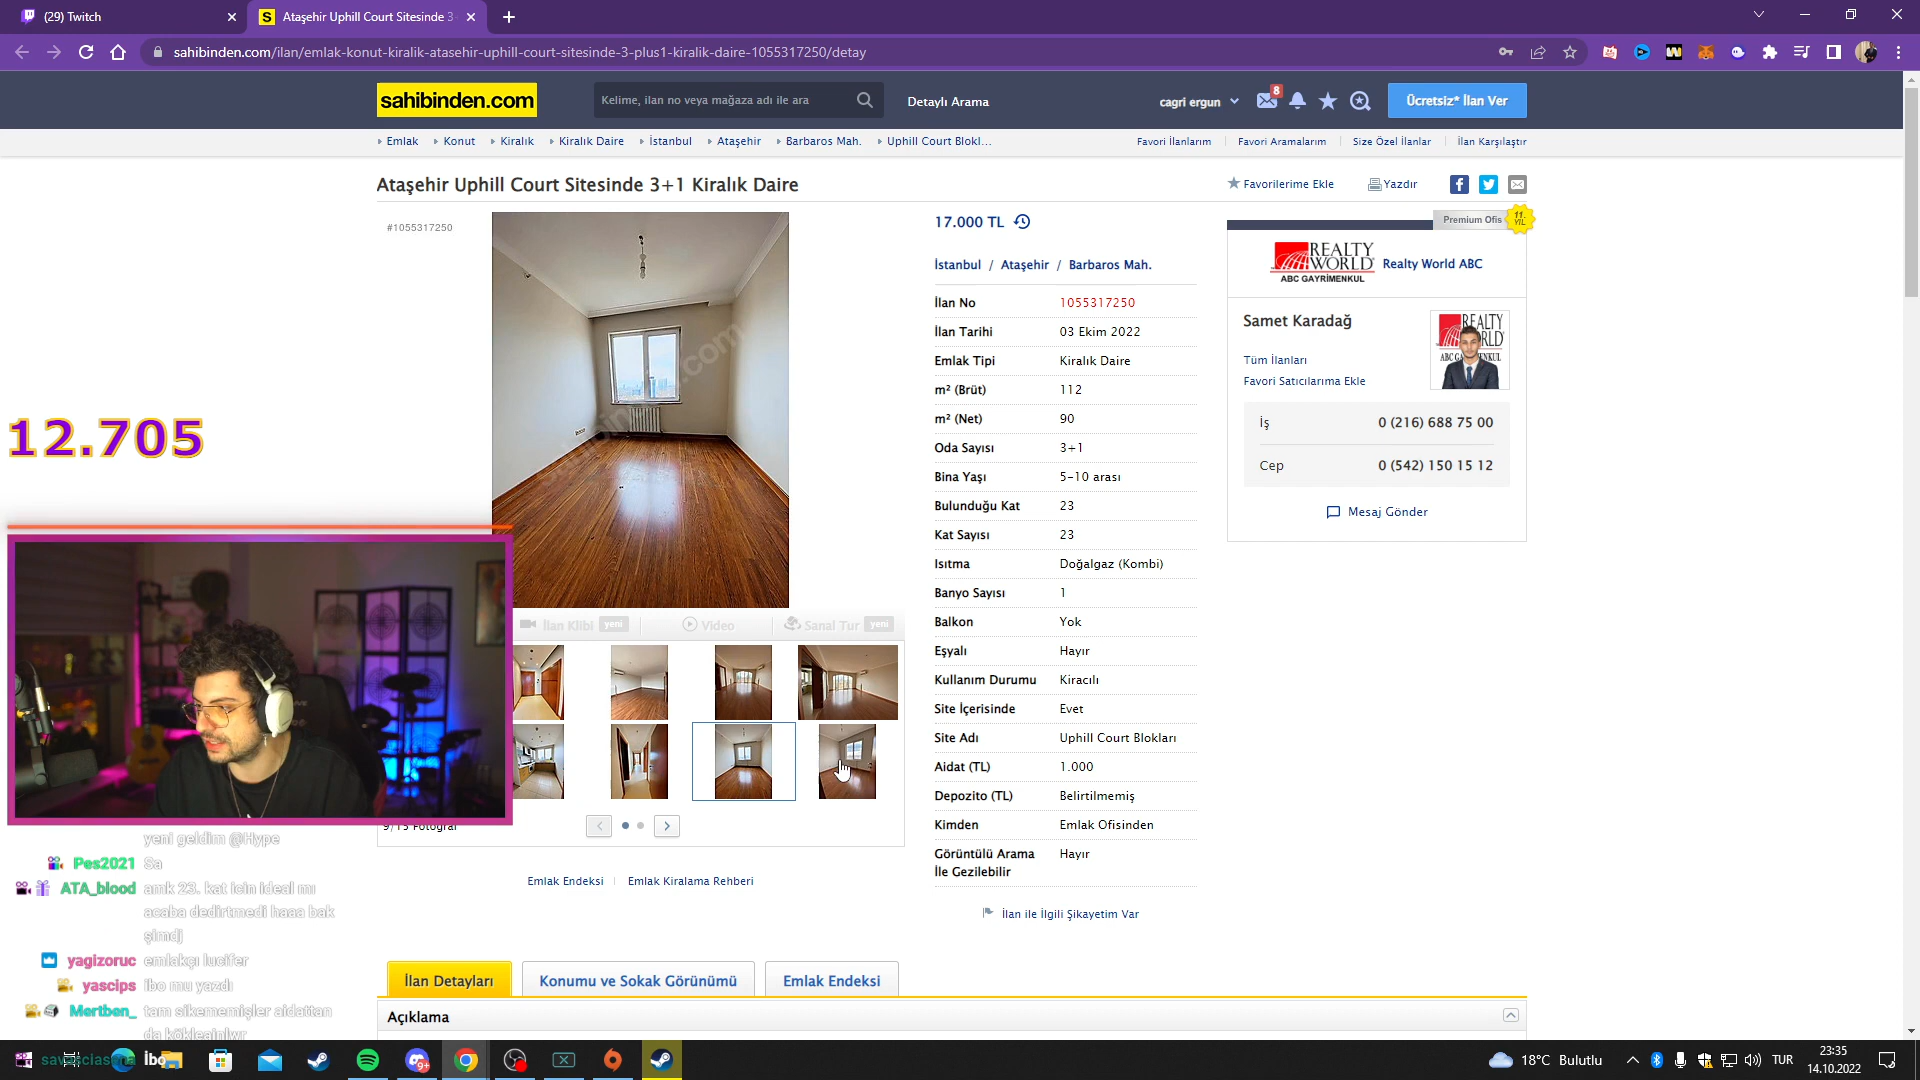 (29) Twitch
Ataşehir Uphill Court Sitesinde 3
sahibinden.com/ilan/emlak-konut-kiralik-atasehir-uphill-court-sitesinde-3-plus1-kiralik-daire-1055317250/detay
sahibinden.com
Kelime, ilan no veya mağaza adı ile ara
Detaylı Arama
cagri ergun
8
Ücretsiz* İlan Ver
Emlak Konut Kiralık Kiralık Daire İstanbul Ataşehir Barbaros Mah. Uphill Court Blokl...
Favori İlanlarım Favori Aramalarım Size Özel İlanlar İlan Karşılaştır
Ataşehir Uphill Court Sitesinde 3+1 Kiralık Daire
Favorilerime Ekle
Yazdır
#1055317250
17.000 TL
İstanbul / Ataşehir / Barbaros Mah.
İlan No 1055317250
İlan Tarihi 03 Ekim 2022
Emlak Tipi Kiralık Daire
m² (Brüt) 112
m² (Net) 90
Oda Sayısı 3+1
Bina Yaşı 5-10 arası
Bulunduğu Kat 23
Kat Sayısı 23
Isıtma Doğalgaz (Kombi)
Banyo Sayısı 1
Balkon Yok
Eşyalı Hayır
Kullanım Durumu Kiracılı
Site İçerisinde Evet
Site Adı Uphill Court Blokları
Aidat (TL) 1.000
Depozito (TL) Belirtilmemiş
Kimden Emlak Ofisinden
Görüntülü Arama Hayır
İle Gezilebilir
İlan ile İlgili Şikayetim Var
Premium Ofis
11.
YIL
REALTY
WORLD
ABC GAYRİMENKUL
Realty World ABC
Samet Karadağ
Tüm İlanları
Favori Satıcılarıma Ekle
İş 0 (216) 688 75 00
Cep 0 (542) 150 15 12
Mesaj Gönder
12.705
İlan Klibi yeni
Video
Sanal Tur yeni
9/15 Fotoğraf
Emlak Endeksi
Emlak Kiralama Rehberi
yeni geldim @Hype
Pes2021 Sa
ATA_blood amk 23. kat icin ideal mı
acaba dedirtmedi haaa bak
şimdj
yagizoruc emlakçı lucifer
yascips ibo mu yazdı
Mertben_ tam sikememişler aidattan
İlan Detayları
Konumu ve Sokak Görünümü
Emlak Endeksi
Açıklama
ibo
9+
18°C Bulutlu
TUR
23:35
14.10.2022